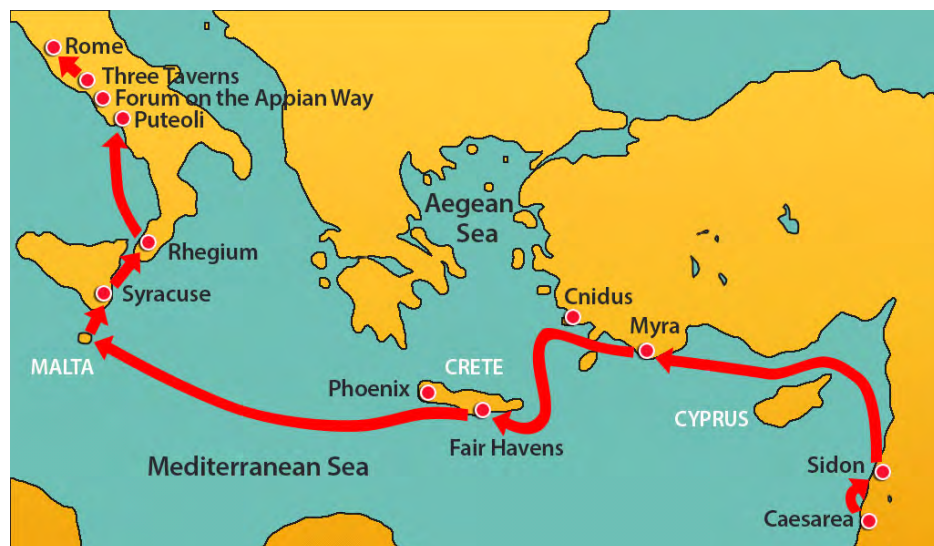 Rome
Three Taverns
Forum on the Appian Way
Puteoli
Aegean
Sea
Rhegium
Syracuse
Cnidus
Myra
MALTA
CRETE
Phoenix
CYPRUS
Fair Havens
Mediterranean Sea
Sidon
Caesarea